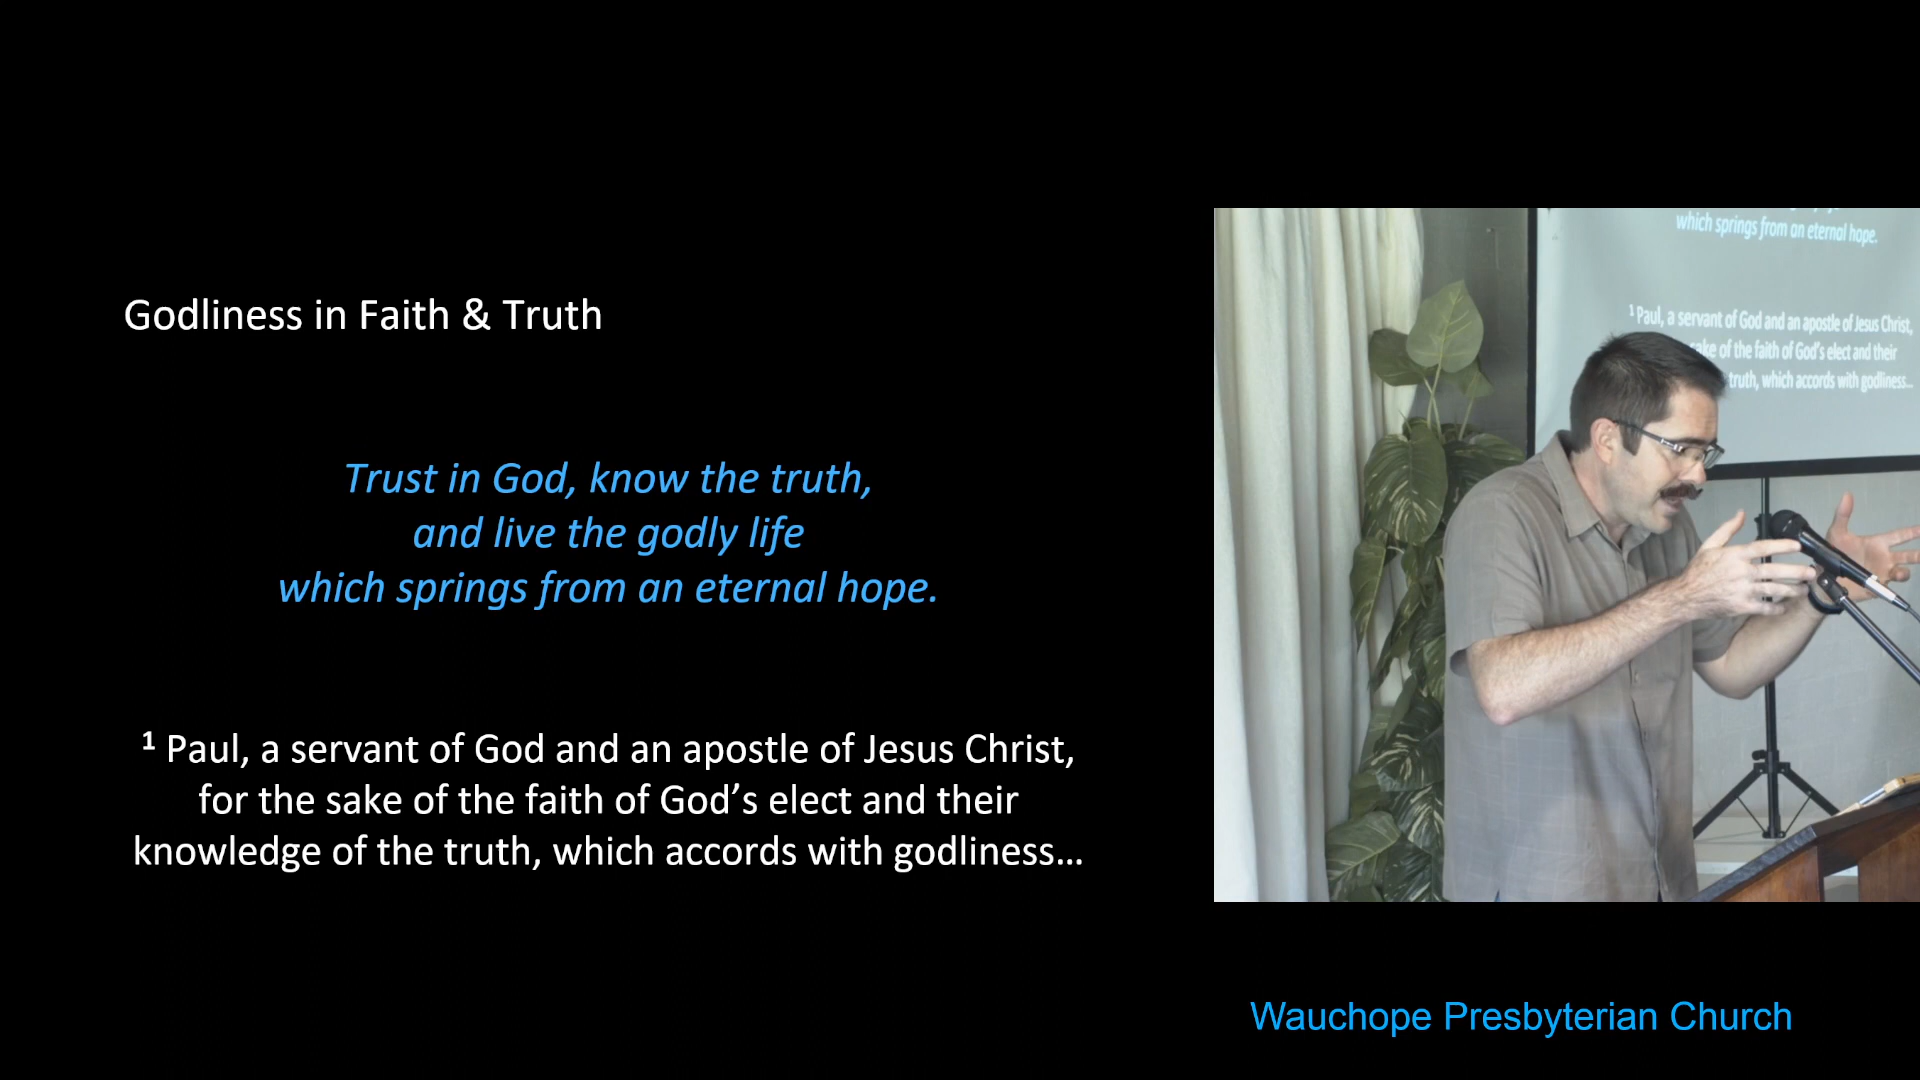 Godliness in Faith & Truth
Trust in God, know the truth,
and live the godly life
which springs from an eternal hope.
¹ Paul, a servant of God and an apostle of Jesus Christ,
for the sake of the faith of God’s elect and their
knowledge of the truth, which accords with godliness…
which springs from an eternal hope.
¹ Paul, a servant of God and an apostle of Jesus Christ,
sake of the faith of God’s elect and their
truth, which accords with godliness…
Wauchope Presbyterian Church